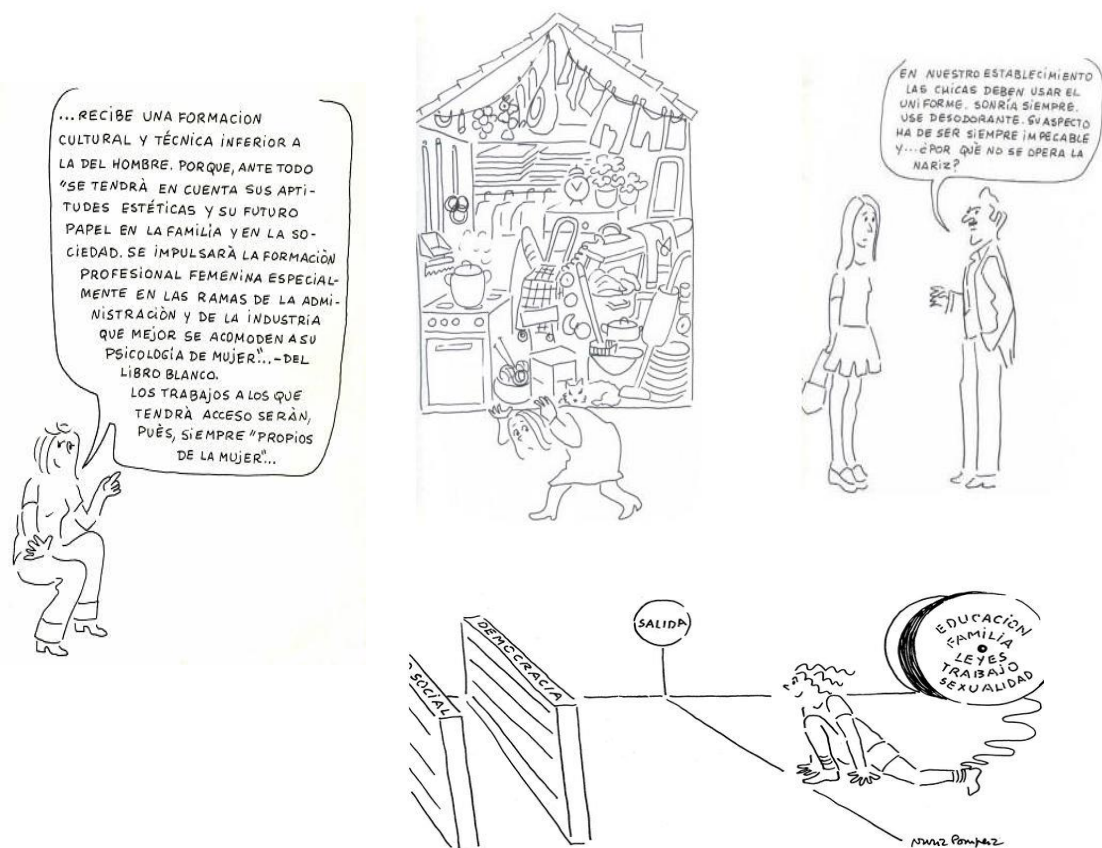 ...RECIBE UNA FORMACION
CULTURAL Y TÉCNICA INFERIOR A
LA DEL HOMBRE. PORQUE, ANTE TODO
"SE TENDRÀ EN CUENTA SUS APTI-
TUDES ESTÉTICAS Y SU FUTURO
PAPEL EN LA FAMILIA Y EN LA SO-
CIEDAD. SE IMPULSARÀ LA FORMACIÒN
PROFESIONAL FEMENINA ESPECIAL-
MENTE EN LAS RAMAS DE LA ADMI-
NISTRACIÒN Y DE LA INDUSTRIA
QUE MEJOR SE ACOMODEN A SU
PSICOLOGÍA DE MUJER"...-DEL
LIBRO BLANCO.
LOS TRABAJOS A LOS QUE
TENDRÀ ACCESO SERÀN,
PUÈS, SIEMPRE "PROPIOS
DE LA MUJER"...
EN NUESTRO ESTABLECIMIENTO
LAS CHICAS DEBEN USAR EL
UNIFORME. SONRÍA SIEMPRE.
USE DESODORANTE. SU ASPECTO
HA DE SER SIEMPRE IMPECABLE
Y...¿POR QUÈ NO SE OPERA LA
NARIZ?
SOCIAL
DEMOCRACIA
SALIDA
EDUCACION
FAMILIA
LEYES
TRABAJO
SEXUALIDAD
Núria Pompeia